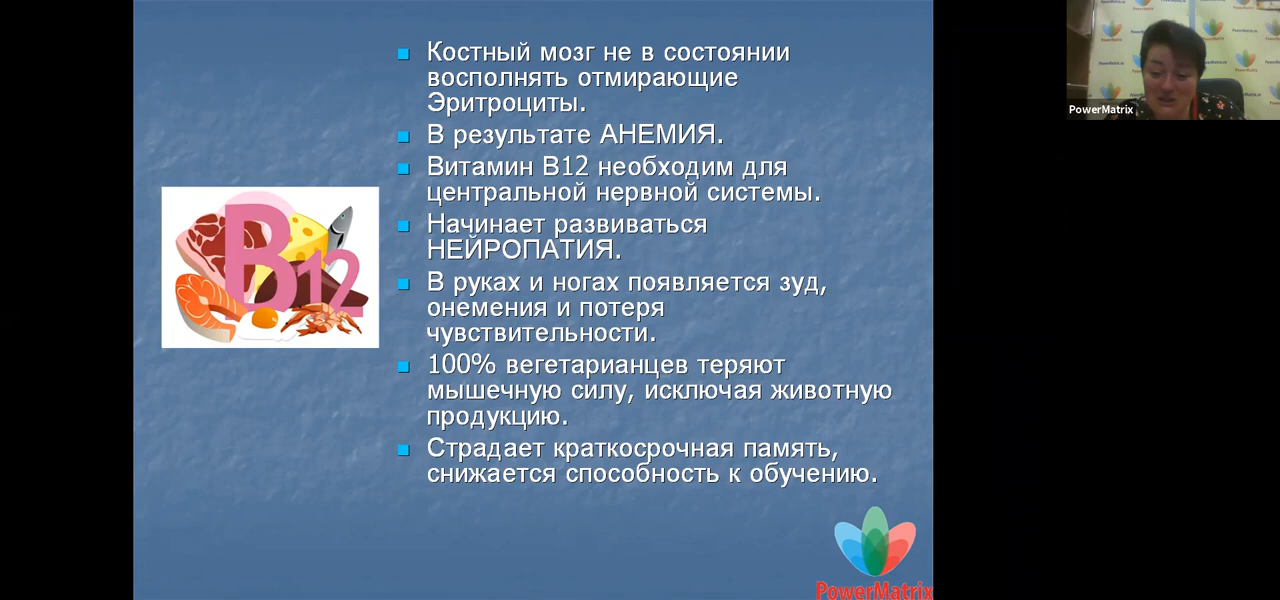 Костный мозг не в состоянии
восполнять отмирающие
Эритроциты.
В результате АНЕМИЯ.
Витамин В12 необходим для
центральной нервной системы.
Начинает развиваться
НЕЙРОПАТИЯ.
В руках и ногах появляется зуд,
онемения и потеря
чувствительности.
100% вегетарианцев теряют
мышечную силу, исключая животную
продукцию.
Страдает краткосрочная память,
снижается способность к обучению.
B12
PowerMatrix
PowerMatrix